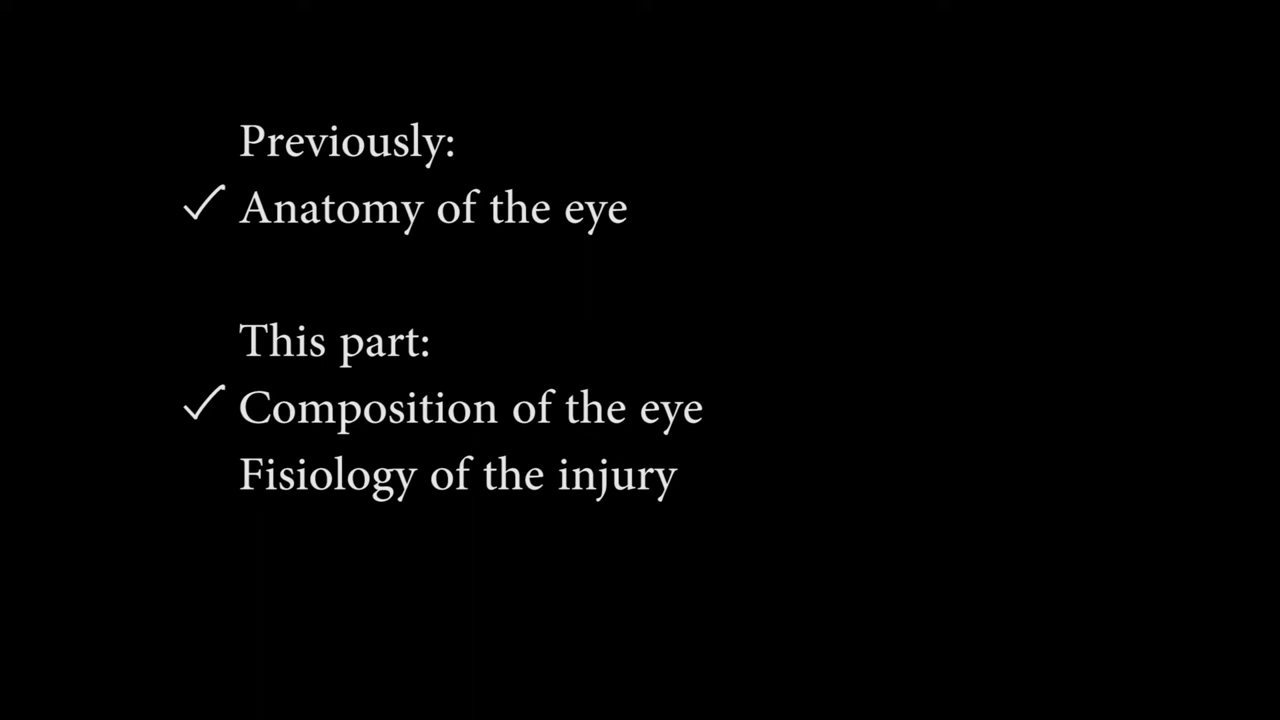 Previously:
✓ Anatomy of the eye
This part:
✓ Composition of the eye
Fisiology of the injury